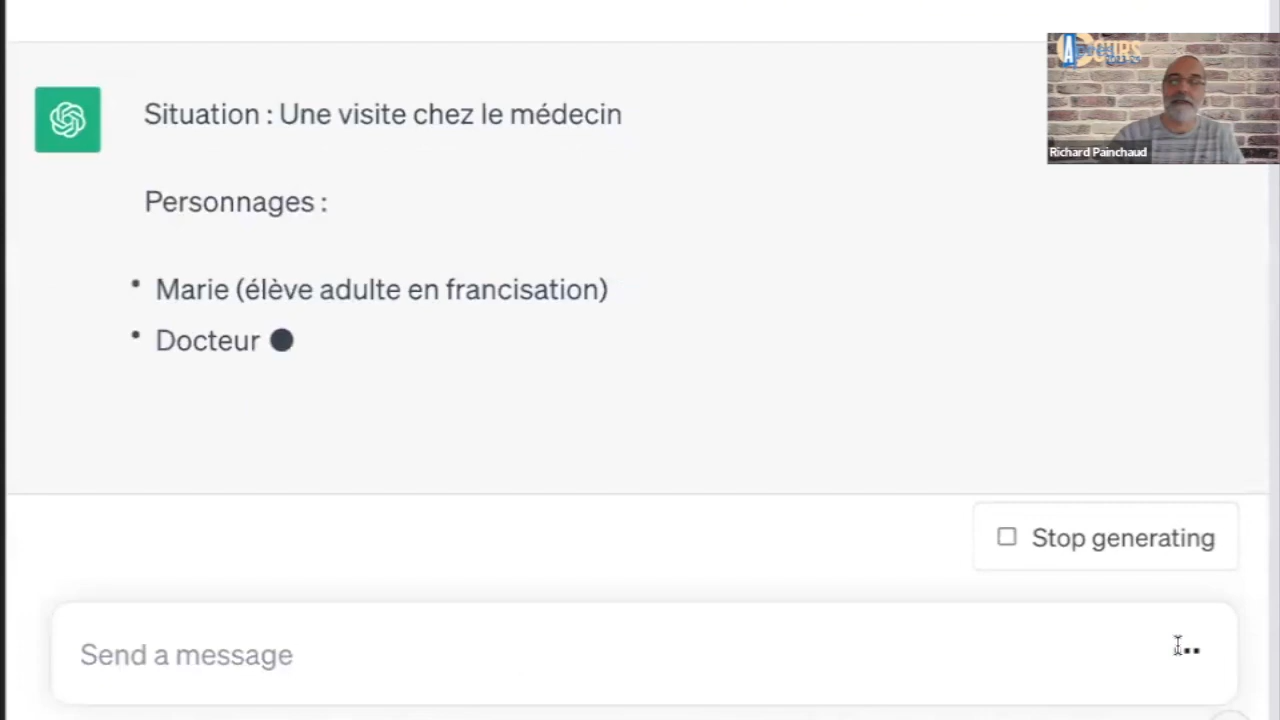 Situation : Une visite chez le médecin
Richard Painchaud
Personnages :
• Marie (élève adulte en francisation)
• Docteur
Stop generating
Send a message